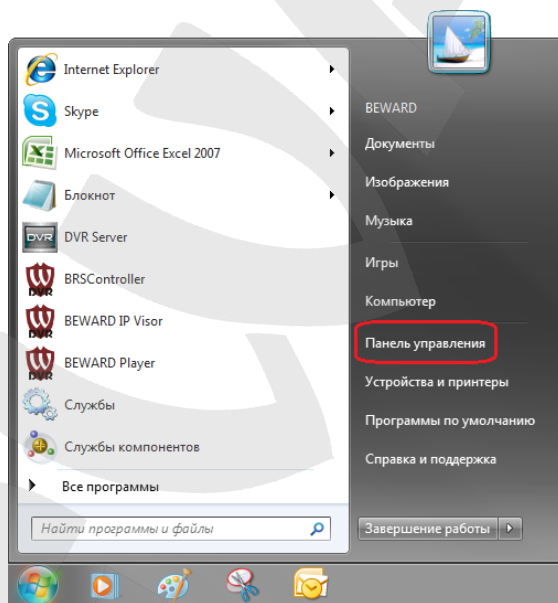 Internet Explorer
Skype
Microsoft Office Excel 2007
Блокнот
DVR Server
BRSController
BEWARD IP Visor
BEWARD Player
Службы
Службы компонентов
Все программы
Найти программы и файлы
BEWARD
Документы
Изображения
Музыка
Игры
Компьютер
Панель управления
Устройства и принтеры
Программы по умолчанию
Справка и поддержка
Завершение работы